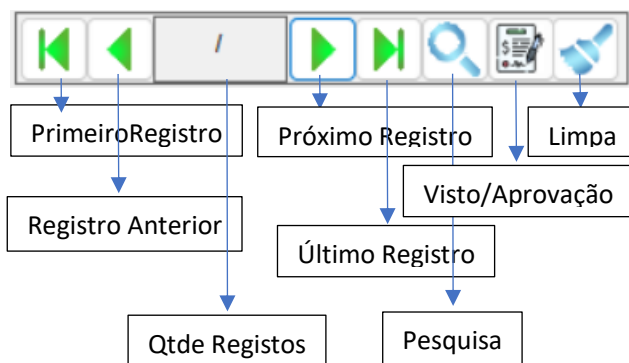 /
PrimeiroRegistro
Próximo Registro
Limpa
Visto/Aprovação
Registro Anterior
Último Registro
Qtde Registos
Pesquisa